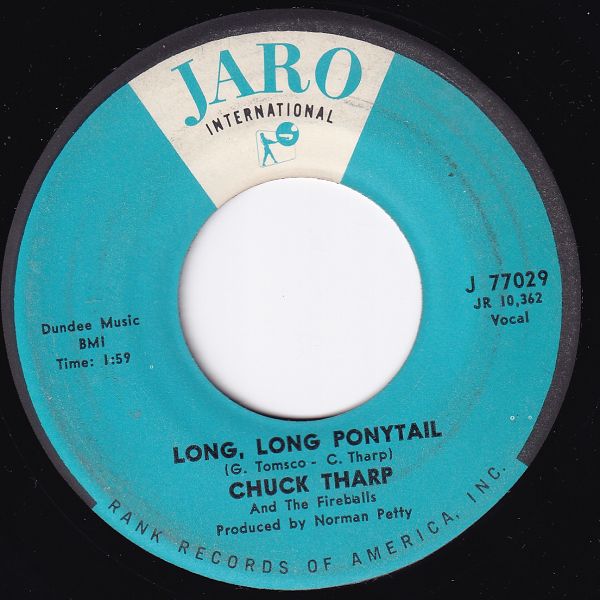 JARO
INTERNATIONAL
J 77029
JR 10,362
Vocal
Dundee Music
BMI
Time: 1:59
LONG, LONG PONYTAIL
(G. Tomsco - C. Tharp)
CHUCK THARP
And The Fireballs
Produced by Norman Petty
RANK RECORDS OF AMERICA, INC.